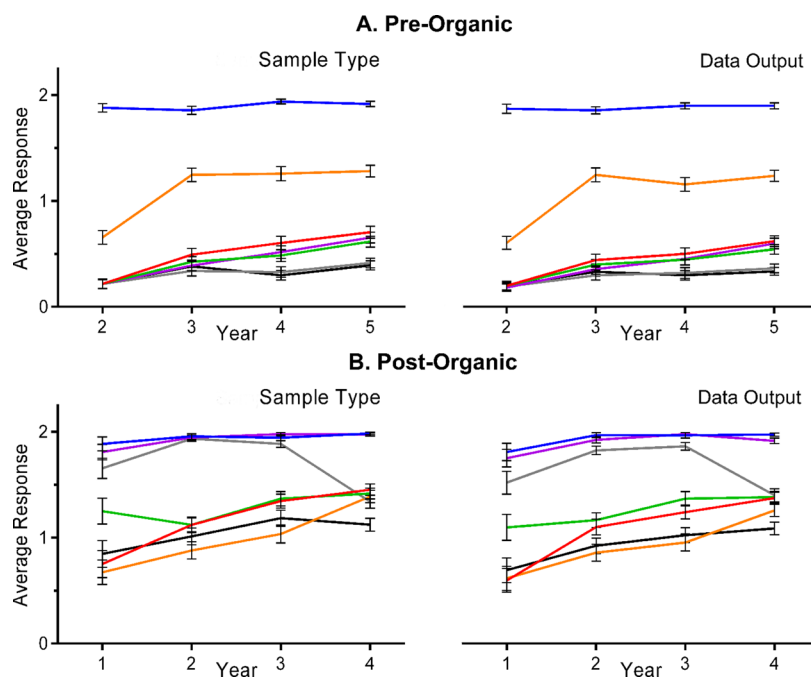 A. Pre-Organic
Sample Type
Data Output
Average Response
2
1
0
2 3 4 5
Year
2 3 4 5
Year
B. Post-Organic
Sample Type
Data Output
Average Response
2
1
0
1 2 3 4
Year
1 2 3 4
Year